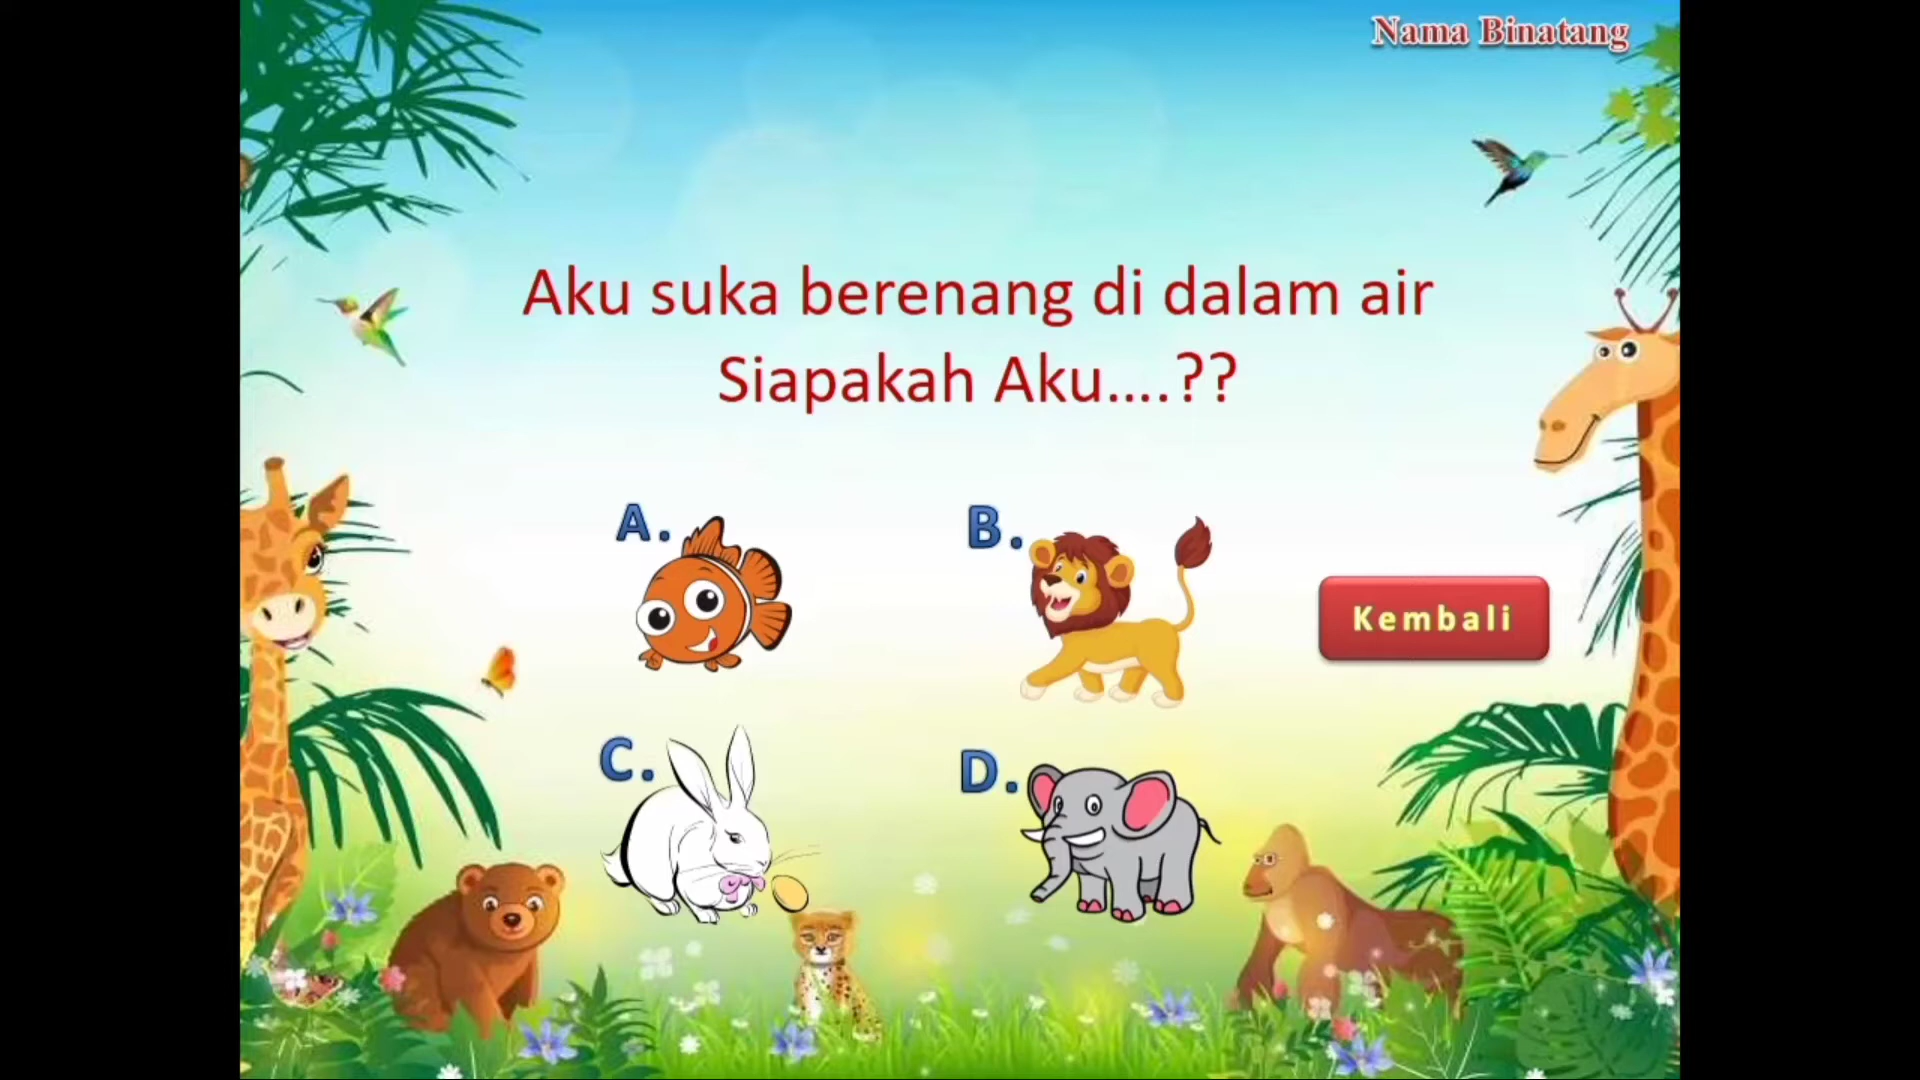 Nama Binatang
Aku suka berenang di dalam air
Siapakah Aku....??
A.
B.
Kembali
C.
D.